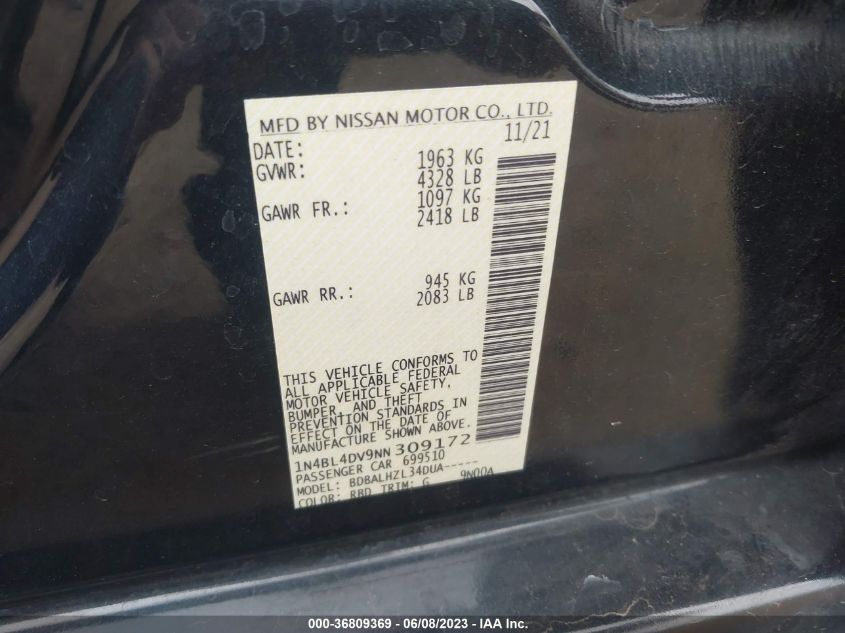 MFD BY NISSAN MOTOR CO., LTD.
DATE: 11/21
GVWR: 1963 KG
4328 LB
GAWR FR.: 1097 KG
2418 LB
GAWR RR.: 945 KG
2083 LB
THIS VEHICLE CONFORMS TO
ALL APPLICABLE FEDERAL
MOTOR VEHICLE SAFETY,
BUMPER, AND THEFT
PREVENTION STANDARDS IN
EFFECT ON THE DATE OF
MANUFACTURE SHOWN ABOVE.
1N4BL4DV9NN 309172
PASSENGER CAR 699510
MODEL: BDBALHZL34DUA-----
COLOR: RBD TRIM: G 9N00A
000-36809369 - 06/08/2023 - IAA Inc.